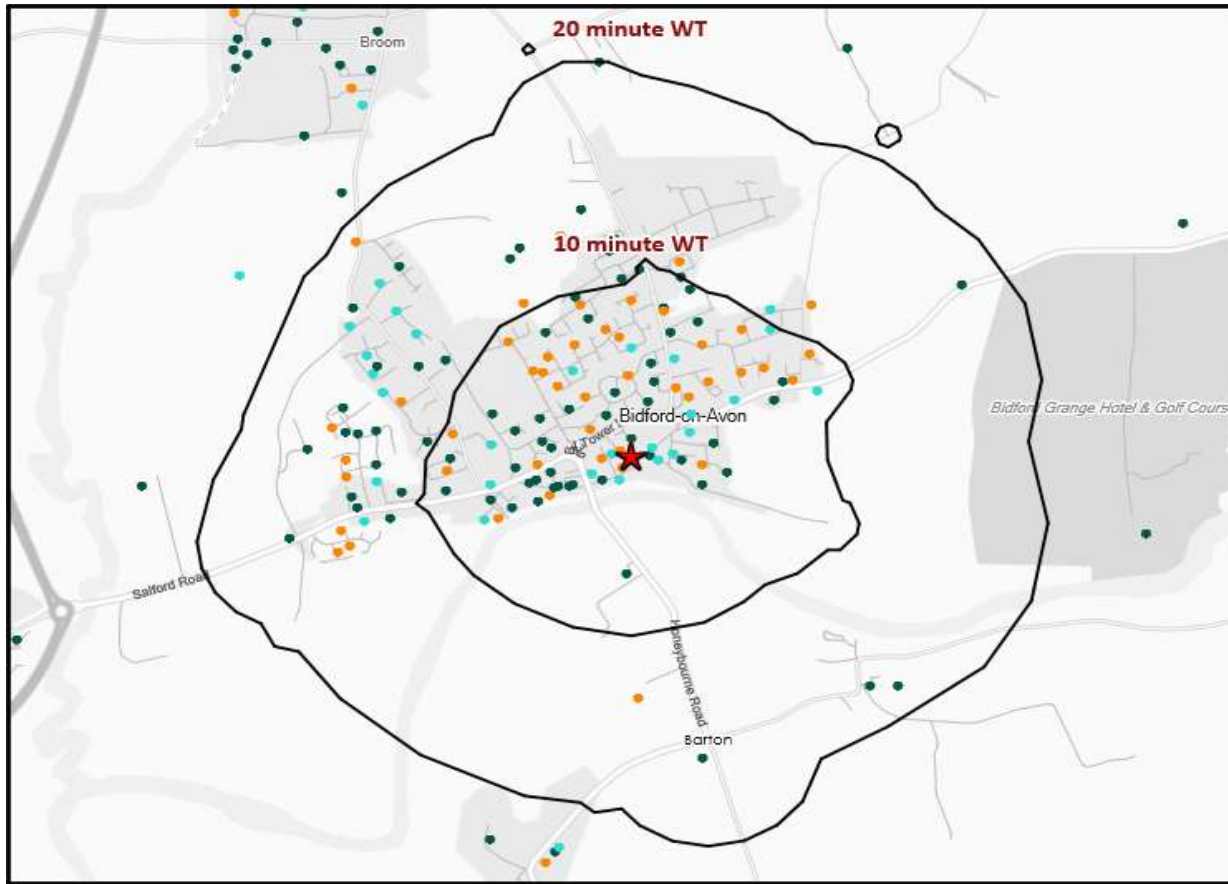 20 minute WT
Broom
10 minute WT
Bidford-on-Avon
Tower
Bidford Grange Hotel & Golf Cours
Salford Road
Honeybourne Road
Barton